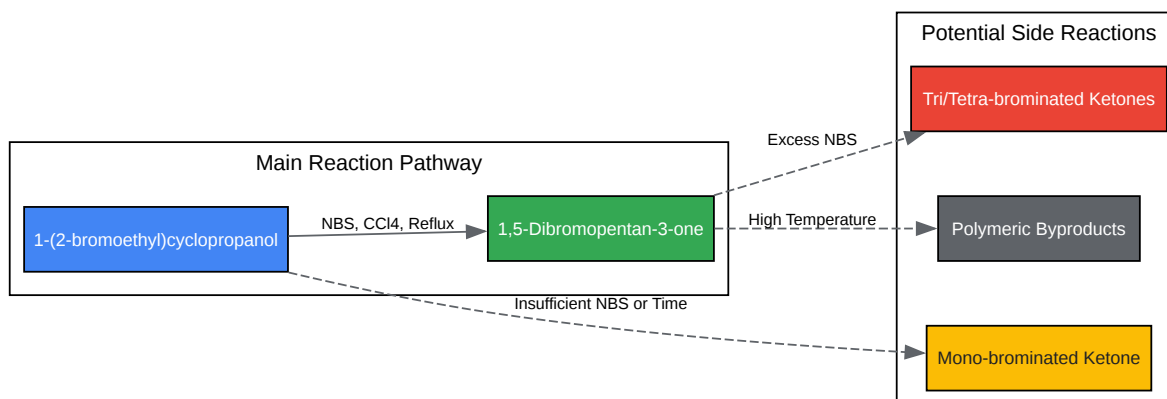 Potential Side Reactions
Tri/Tetra-brominated Ketones
Excess NBS
Main Reaction Pathway
1-(2-bromoethyl)cyclopropanol
NBS, CCl4, Reflux
1,5-Dibromopentan-3-one
High Temperature
Polymeric Byproducts
Insufficient NBS or Time
Mono-brominated Ketone